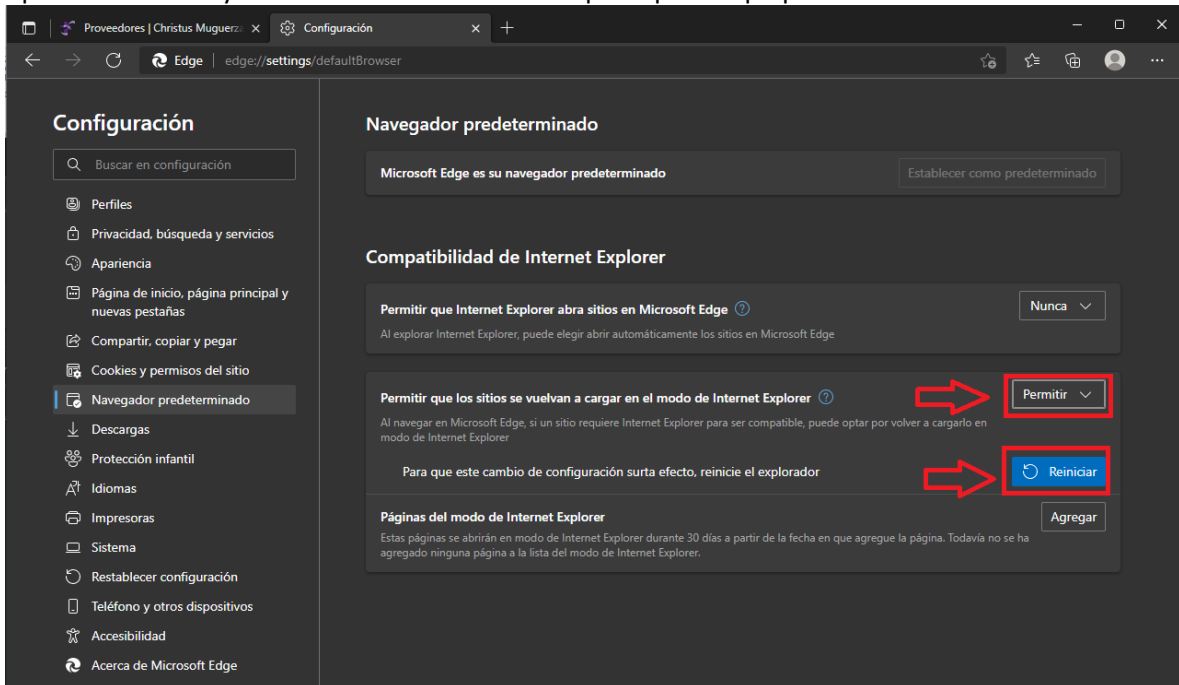 Proveedores | Christus Muguerz
Configuración
Edge
edge://settings/defaultBrowser
Configuración
Buscar en configuración
Perfiles
Privacidad, búsqueda y servicios
Apariencia
Página de inicio, página principal y
nuevas pestañas
Compartir, copiar y pegar
Cookies y permisos del sitio
Navegador predeterminado
Descargas
Protección infantil
Idiomas
Impresoras
Sistema
Restablecer configuración
Teléfono y otros dispositivos
Accesibilidad
Acerca de Microsoft Edge
Navegador predeterminado
Microsoft Edge es su navegador predeterminado
Establecer como predeterminado
Compatibilidad de Internet Explorer
Permitir que Internet Explorer abra sitios en Microsoft Edge
Nunca
Al explorar Internet Explorer, puede elegir abrir automáticamente los sitios en Microsoft Edge
Permitir que los sitios se vuelvan a cargar en el modo de Internet Explorer
Permitir
Al navegar en Microsoft Edge, si un sitio requiere Internet Explorer para ser compatible, puede optar por volver a cargarlo en
modo de Internet Explorer
Para que este cambio de configuración surta efecto, reinicie el explorador
Reiniciar
Páginas del modo de Internet Explorer
Agregar
Estas páginas se abrirán en modo de Internet Explorer durante 30 días a partir de la fecha en que agregue la página. Todavía no se ha
agregado ninguna página a la lista del modo de Internet Explorer.